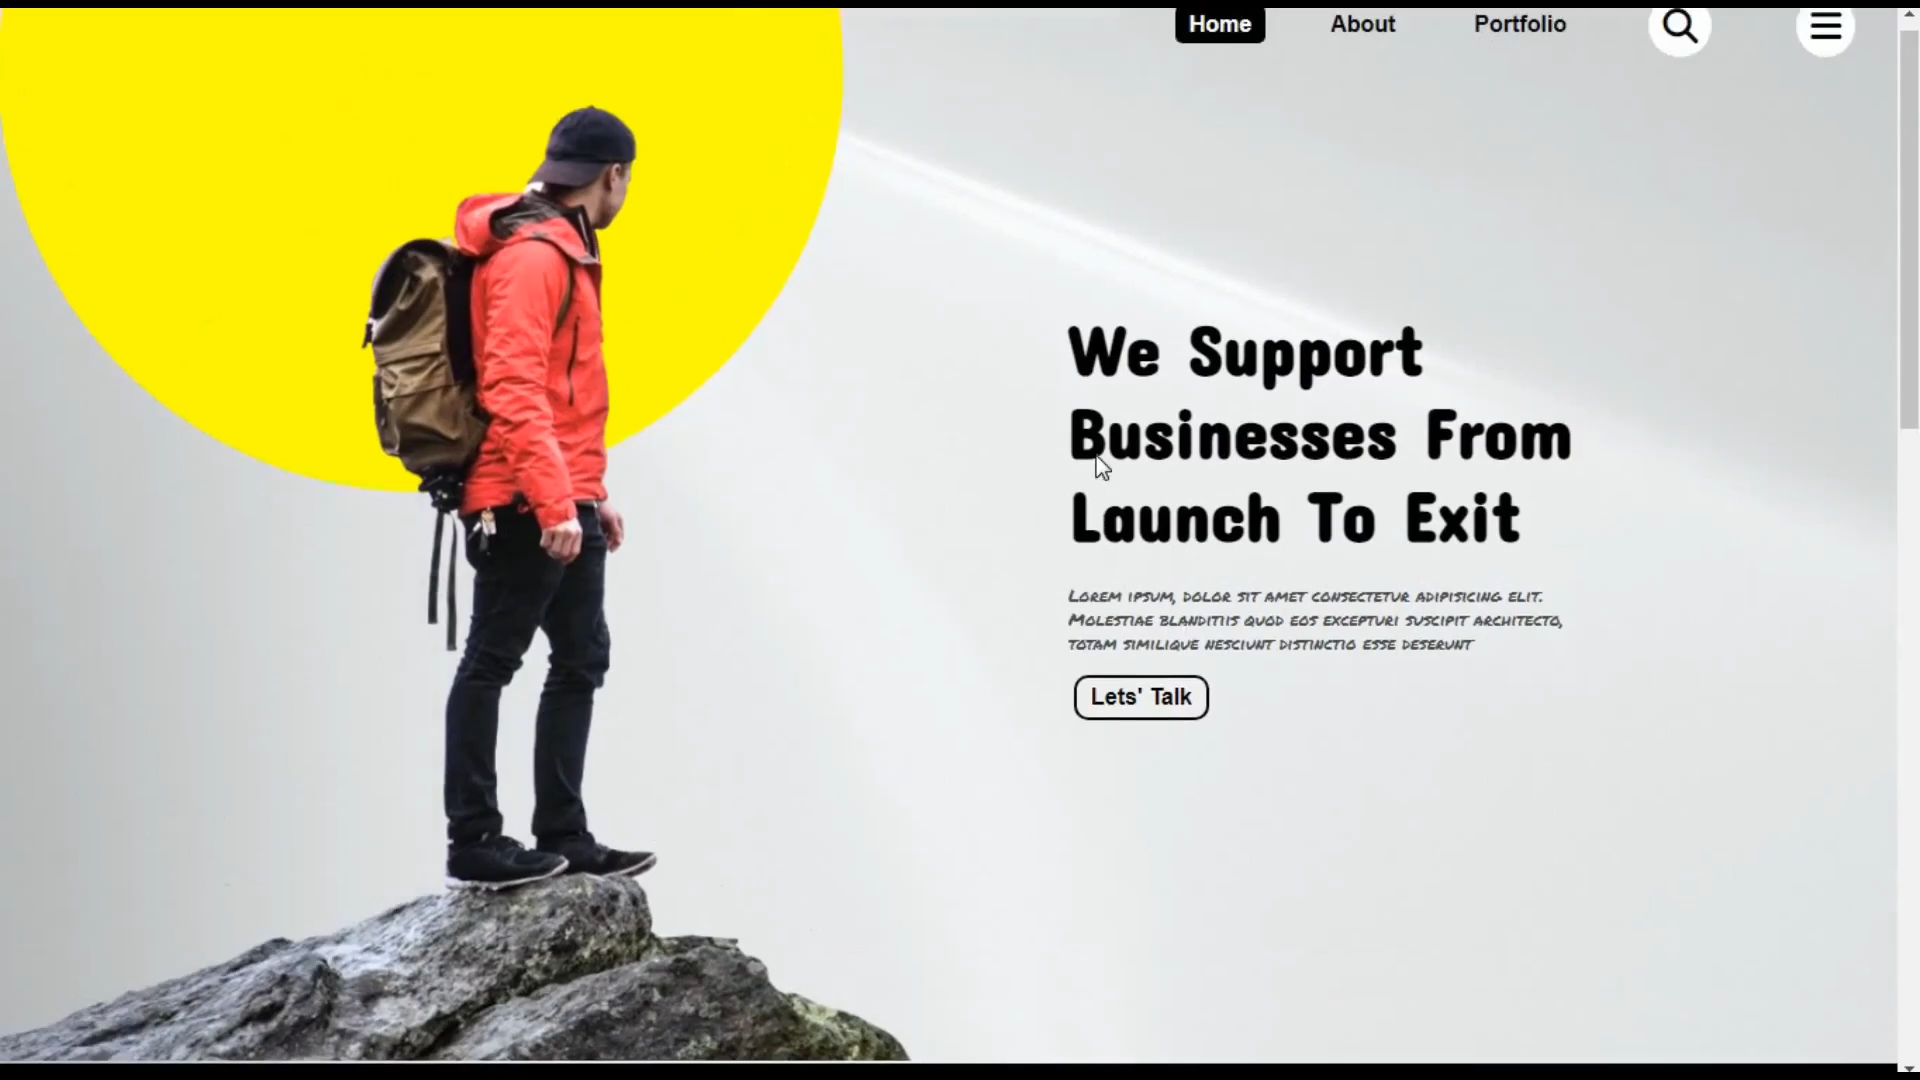 Home About Portfolio
We Support
Businesses From
Launch To Exit
Lorem ipsum, dolor sit amet consectetur adipisicing elit.
Molestiae blanditiis quod eos excepturi suscipit architecto,
totam similique nesciunt distinctio esse deserunt
Lets' Talk